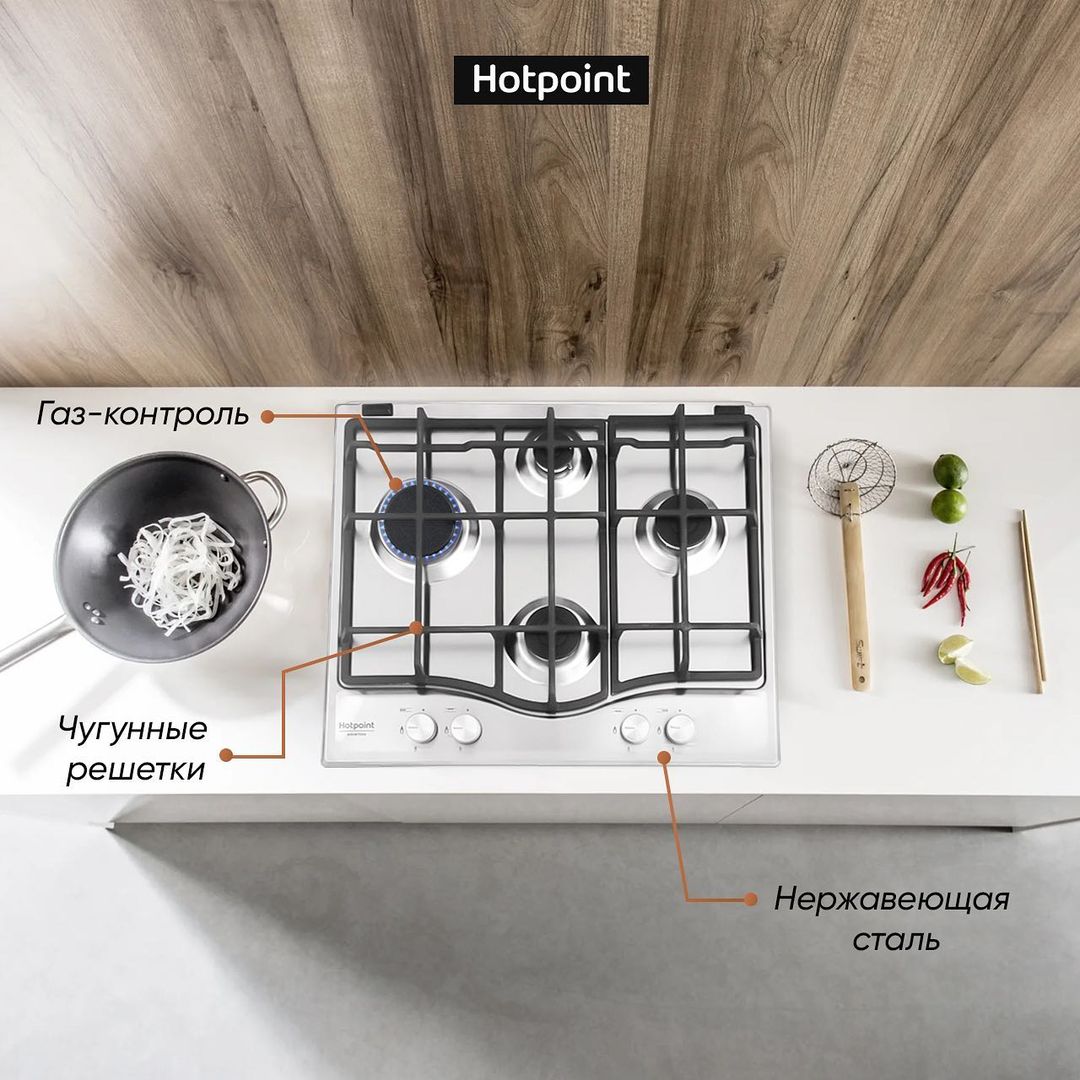 Hotpoint
Газ-контроль
Чугунные
решетки
Hotpoint
Нержавеющая
сталь